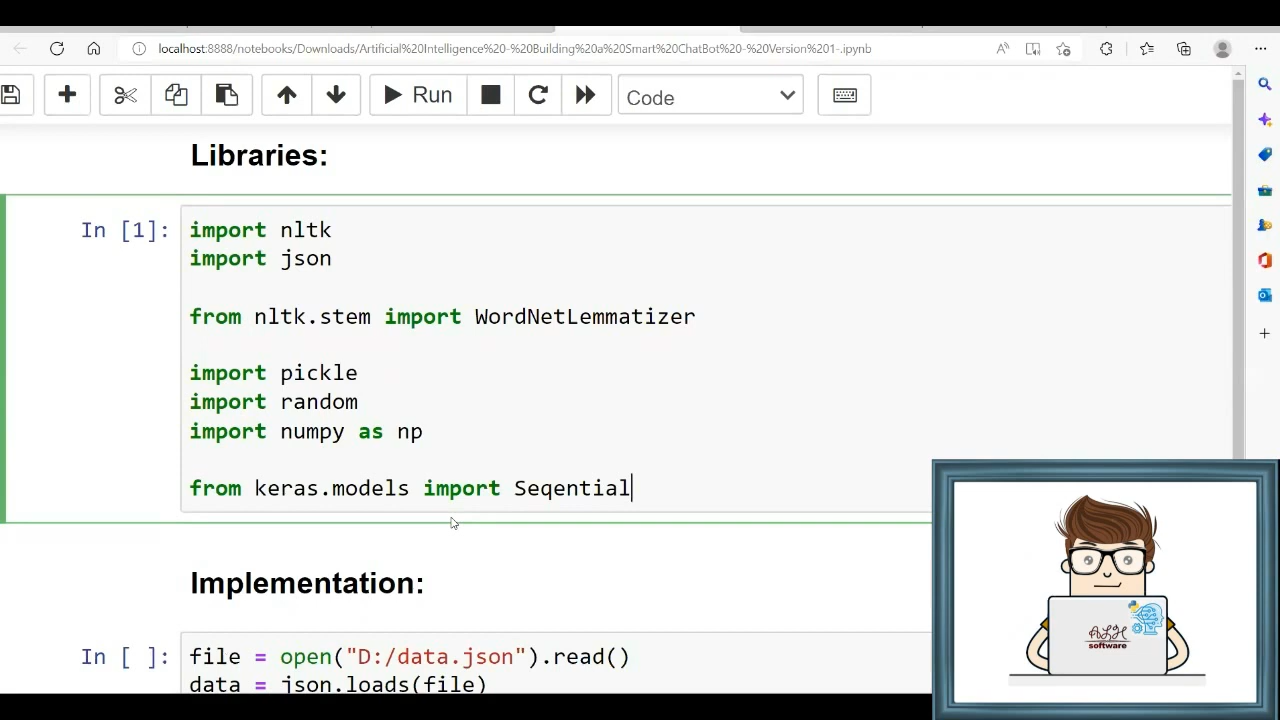 localhost:8888/notebooks/Downloads/Artificial%20Intelligence%20-%20Building%20a%20Smart%20ChatBot%20-%20Version%201-.ipynb
Run
Code
Libraries:
In [1]:
import nltk
import json
from nltk.stem import WordNetLemmatizer
import pickle
import random
import numpy as np
from keras.models import Seqential
Implementation:
In [ ]:
file = open("D:/data.json").read()
data = json.loads(file)
ALH
software